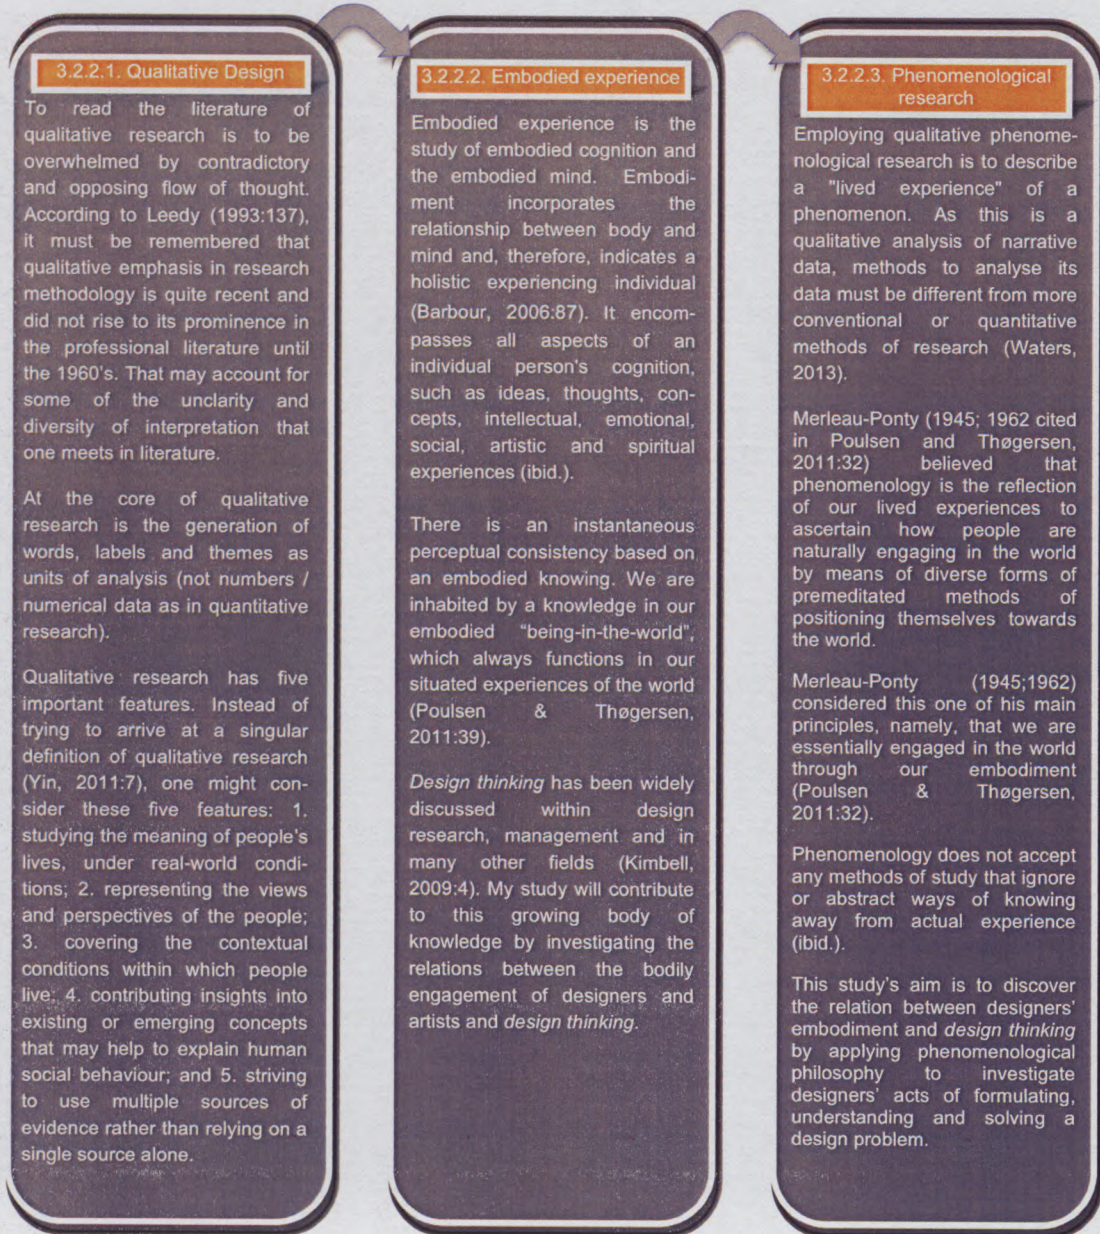 3.2.2.1. Qualitative Design
To read the literature of
qualitative research is to be
overwhelmed by contradictory
and opposing flow of thought.
According to Leedy (1993:137),
it must be remembered that
qualitative emphasis in research
methodology is quite recent and
did not rise to its prominence in
the professional literature until
the 1960's. That may account for
some of the unclarity and
diversity of interpretation that
one meets in literature.
At the core of qualitative
research is the generation of
words, labels and themes as
units of analysis (not numbers /
numerical data as in quantitative
research).
Qualitative research has five
important features. Instead of
trying to arrive at a singular
definition of qualitative research
(Yin, 2011:7), one might con-
sider these five features: 1.
studying the meaning of people's
lives, under real-world condi-
tions; 2. representing the views
and perspectives of the people;
3. covering the contextual
conditions within which people
live; 4. contributing insights into
existing or emerging concepts
that may help to explain human
social behaviour; and 5. striving
to use multiple sources of
evidence rather than relying on a
single source alone.
3.2.2.2. Embodied experience
Embodied experience is the
study of embodied cognition and
the embodied mind. Embodi-
ment incorporates the
relationship between body and
mind and, therefore, indicates a
holistic experiencing individual
(Barbour, 2006:87). It encom-
passes all aspects of an
individual person's cognition,
such as ideas, thoughts, con-
cepts, intellectual, emotional,
social, artistic and spiritual
experiences (ibid.).
There is an instantaneous
perceptual consistency based on
an embodied knowing. We are
inhabited by a knowledge in our
embodied "being-in-the-world",
which always functions in our
situated experiences of the world
(Poulsen & Thøgersen,
2011:39).
Design thinking has been widely
discussed within design
research, management and in
many other fields (Kimbell,
2009:4). My study will contribute
to this growing body of
knowledge by investigating the
relations between the bodily
engagement of designers and
artists and design thinking.
3.2.2.3. Phenomenological
research
Employing qualitative phenome-
nological research is to describe
a "lived experience" of a
phenomenon. As this is a
qualitative analysis of narrative
data, methods to analyse its
data must be different from more
conventional or quantitative
methods of research (Waters,
2013).
Merleau-Ponty (1945; 1962 cited
in Poulsen and Thøgersen,
2011:32) believed that
phenomenology is the reflection
of our lived experiences to
ascertain how people are
naturally engaging in the world
by means of diverse forms of
premeditated methods of
positioning themselves towards
the world.
Merleau-Ponty (1945;1962)
considered this one of his main
principles, namely, that we are
essentially engaged in the world
through our embodiment
(Poulsen & Thøgersen,
2011:32).
Phenomenology does not accept
any methods of study that ignore
or abstract ways of knowing
away from actual experience
(ibid.).
This study's aim is to discover
the relation between designers'
embodiment and design thinking
by applying phenomenological
philosophy to investigate
designers' acts of formulating,
understanding and solving a
design problem.